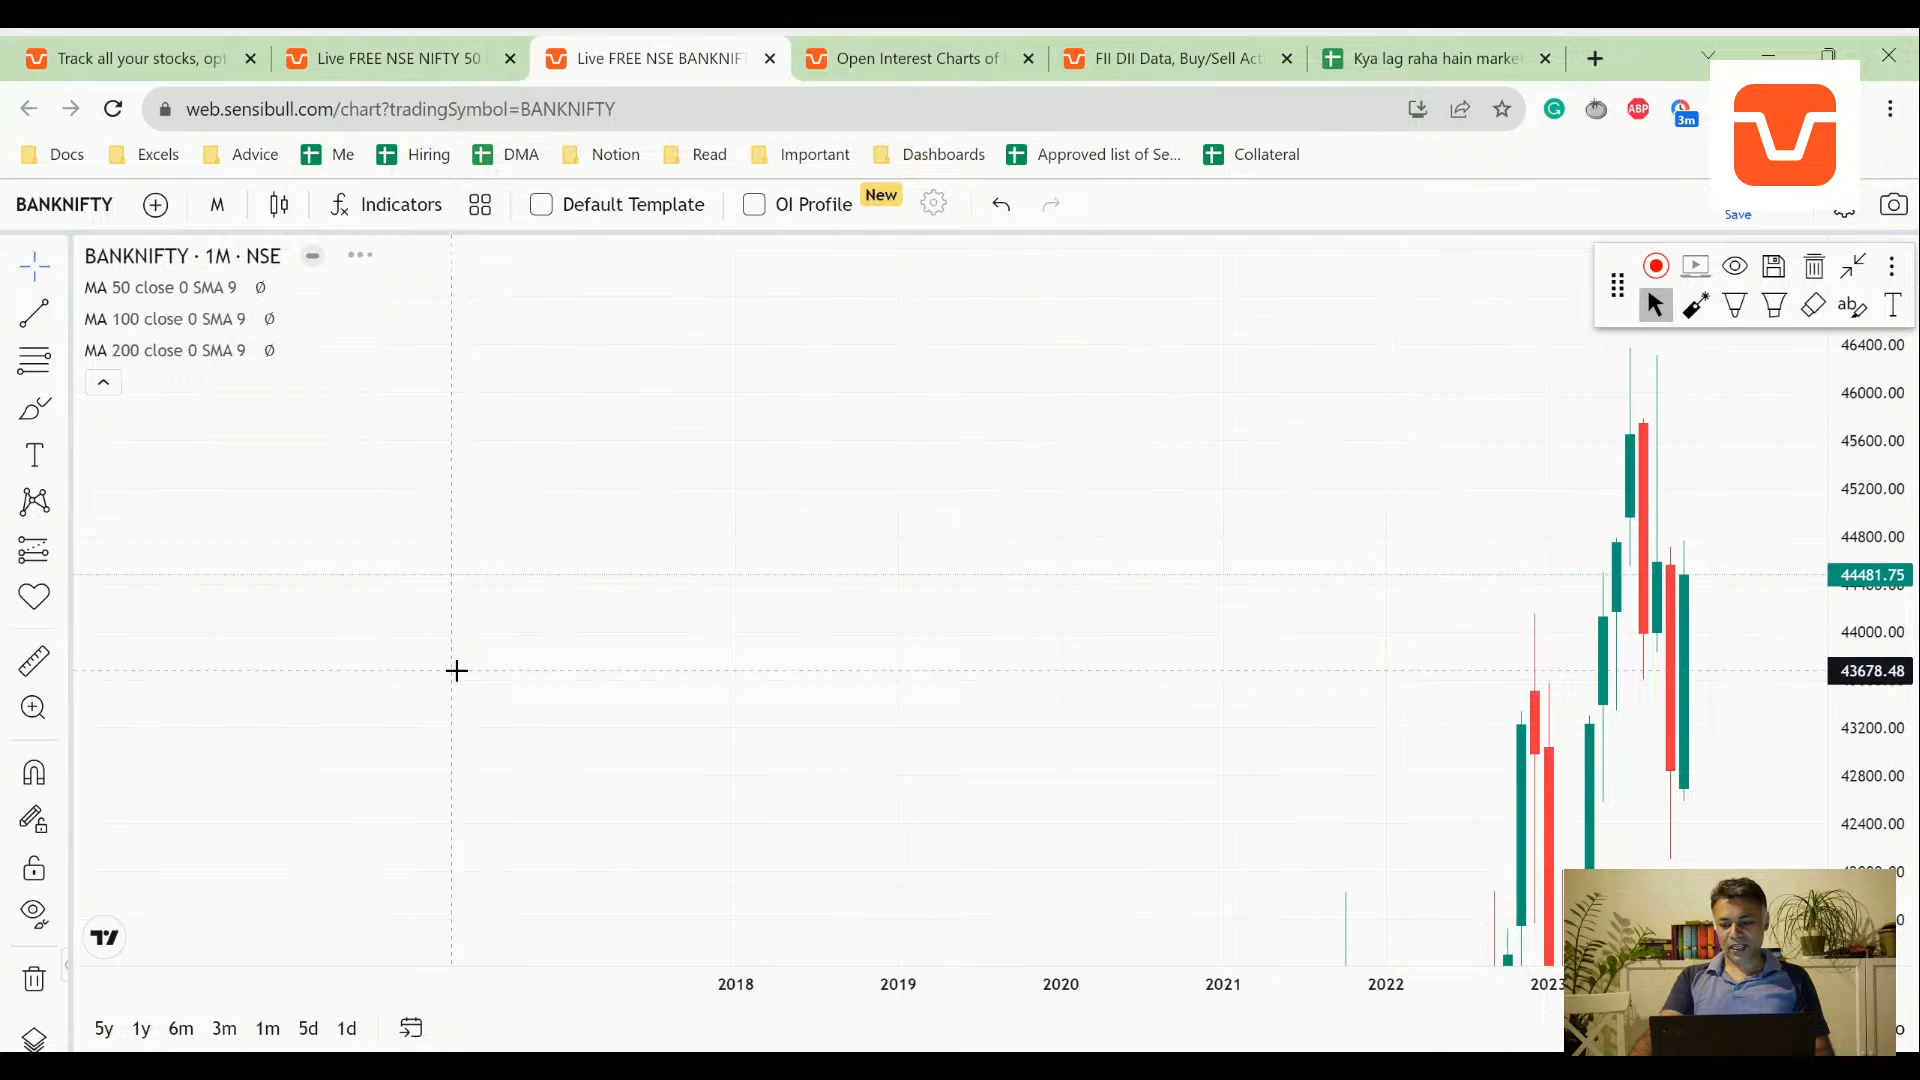 Track all your stocks, opt
Live FREE NSE NIFTY 50
Live FREE NSE BANKNIFT
Open Interest Charts of
FII DII Data, Buy/Sell Act
Kya lag raha hain market
web.sensibull.com/chart?tradingSymbol=BANKNIFTY
G
ABP
3m
Docs
Excels
Advice
Me
Hiring
DMA
Notion
Read
Important
Dashboards
Approved list of Se...
Collateral
BANKNIFTY
M
fx
Indicators
Default Template
OI Profile
New
Save
BANKNIFTY · 1M · NSE
MA 50 close 0 SMA 9 Ø
MA 100 close 0 SMA 9 Ø
MA 200 close 0 SMA 9 Ø
46400.00
46000.00
45600.00
45200.00
44800.00
44481.75
44000.00
43678.48
43200.00
42800.00
42400.00
2018
2019
2020
2021
2022
2023
5y
1y
6m
3m
1m
5d
1d